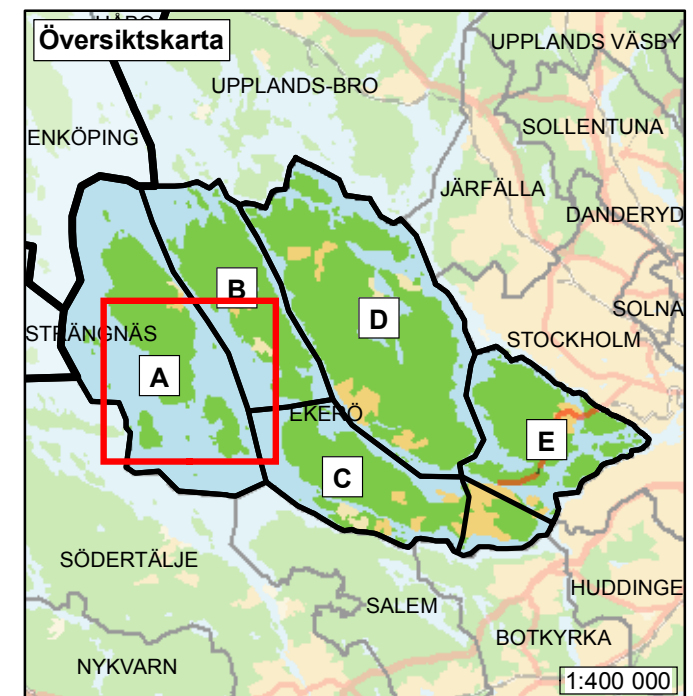 HÅBO
Översiktskarta
UPPLANDS VÄSBY
UPPLANDS-BRO
ENKÖPING
SOLLENTUNA
JÄRFÄLLA
DANDERYD
B
SOLNA
D
STRÄNGNÄS
STOCKHOLM
A
EKERÖ
E
C
SÖDERTÄLJE
HUDDINGE
SALEM
BOTKYRKA
NYKVARN
1:400 000